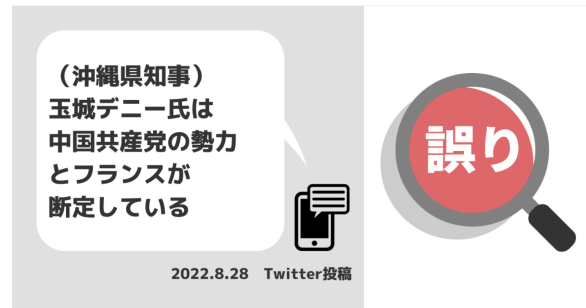 （沖縄県知事）
玉城デニー氏は
中国共産党の勢力
とフランスが
断定している
誤り
2022.8.28　Twitter投稿